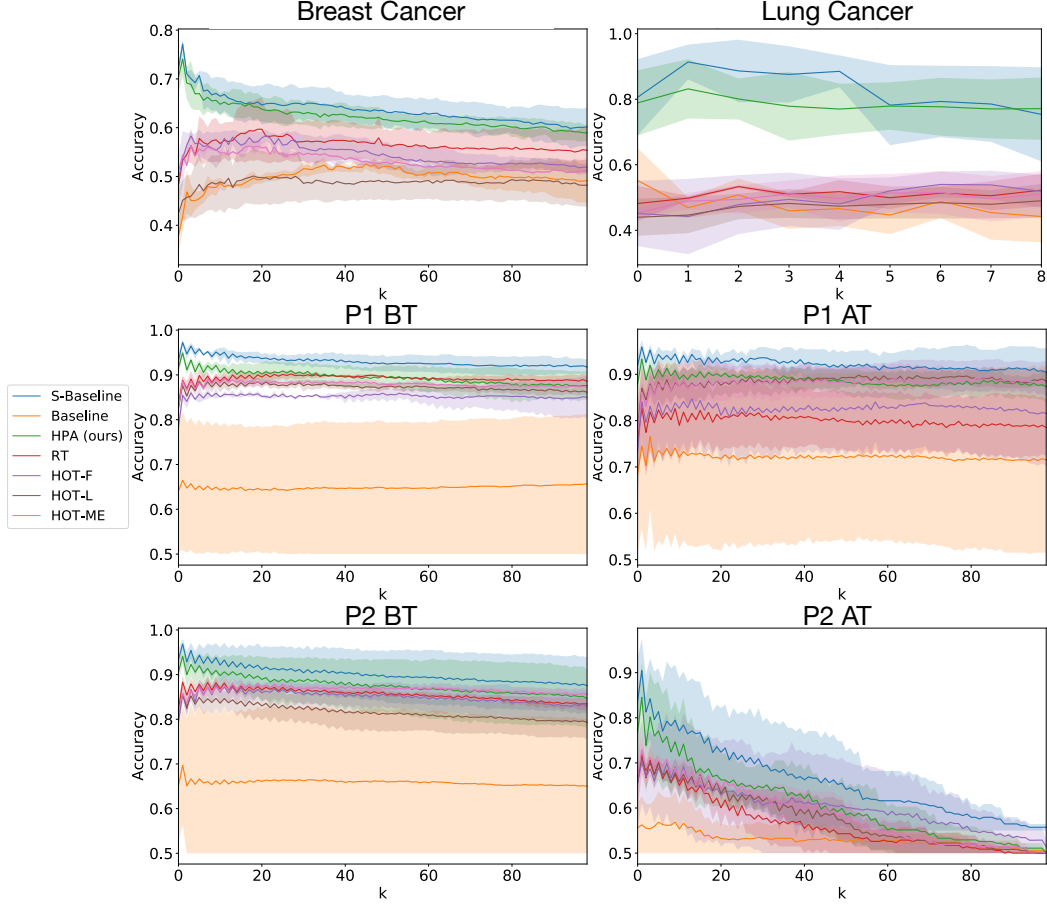 Breast Cancer
Lung Cancer
0.8
0.7
0.6
0.5
0.4
Accuracy
0
20
40
60
80
k
1.0
0.8
0.6
0.4
Accuracy
0
1
2
3
4
5
6
7
8
k
P1 BT
P1 AT
1.0
0.9
0.8
0.7
0.6
0.5
Accuracy
0
20
40
60
80
k
1.0
0.9
0.8
0.7
0.6
0.5
Accuracy
0
20
40
60
80
k
S-Baseline
Baseline
HPA (ours)
RT
HOT-F
HOT-L
HOT-ME
P2 BT
P2 AT
1.0
0.9
0.8
0.7
0.6
0.5
Accuracy
0
20
40
60
80
k
0.9
0.8
0.7
0.6
0.5
Accuracy
0
20
40
60
80
k